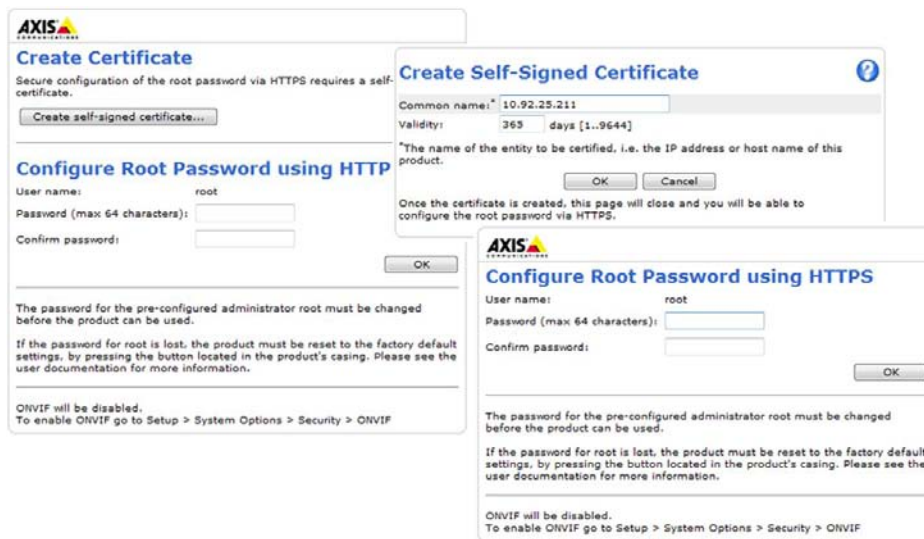 AXIS
COMMUNICATIONS
Create Certificate
Secure configuration of the root password via HTTPS requires a self-
certificate.
Create self-signed certificate...
Configure Root Password using HTTP
User name: root
Password (max 64 characters):
Confirm password:
OK
The password for the pre-configured administrator root must be changed
before the product can be used.
If the password for root is lost, the product must be reset to the factory default
settings, by pressing the button located in the product's casing. Please see the
user documentation for more information.
ONVIF will be disabled.
To enable ONVIF go to Setup > System Options > Security > ONVIF
Create Self-Signed Certificate
?
Common name:* 10.92.25.211
Validity: 365 days [1..9644]
*The name of the entity to be certified, i.e. the IP address or host name of this
product.
OK Cancel
Once the certificate is created, this page will close and you will be able to
configure the root password via HTTPS.
AXIS
COMMUNICATIONS
Configure Root Password using HTTPS
User name: root
Password (max 64 characters):
Confirm password:
OK
The password for the pre-configured administrator root must be changed
before the product can be used.
If the password for root is lost, the product must be reset to the factory default
settings, by pressing the button located in the product's casing. Please see the
user documentation for more information.
ONVIF will be disabled.
To enable ONVIF go to Setup > System Options > Security > ONVIF